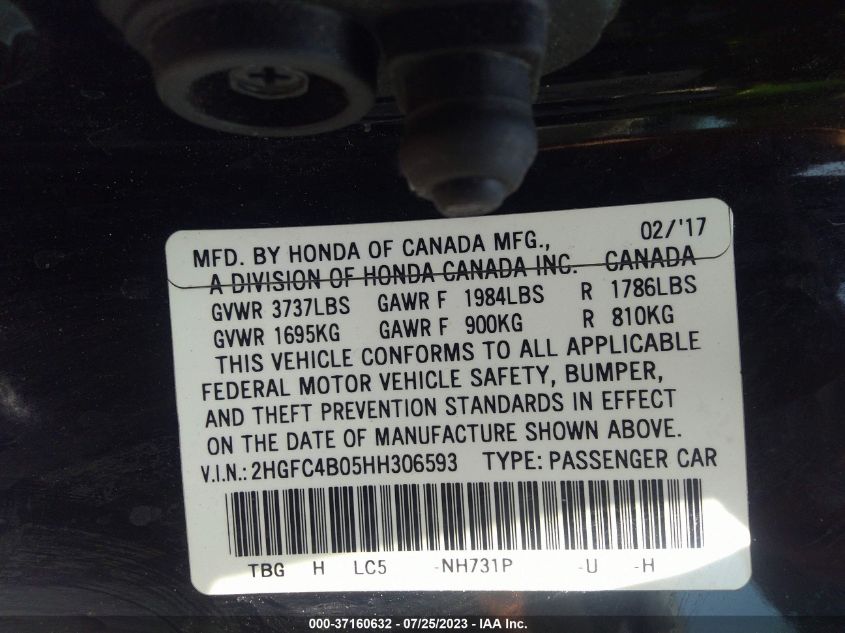 MFD. BY HONDA OF CANADA MFG., 02/'17
A DIVISION OF HONDA CANADA INC. CANADA
GVWR 3737LBS GAWR F 1984LBS R 1786LBS
GVWR 1695KG GAWR F 900KG R 810KG
THIS VEHICLE CONFORMS TO ALL APPLICABLE
FEDERAL MOTOR VEHICLE SAFETY, BUMPER,
AND THEFT PREVENTION STANDARDS IN EFFECT
ON THE DATE OF MANUFACTURE SHOWN ABOVE.
V.I.N.: 2HGFC4B05HH306593 TYPE: PASSENGER CAR
TBG H LC5 -NH731P -U -H
000-37160632 - 07/25/2023 - IAA Inc.